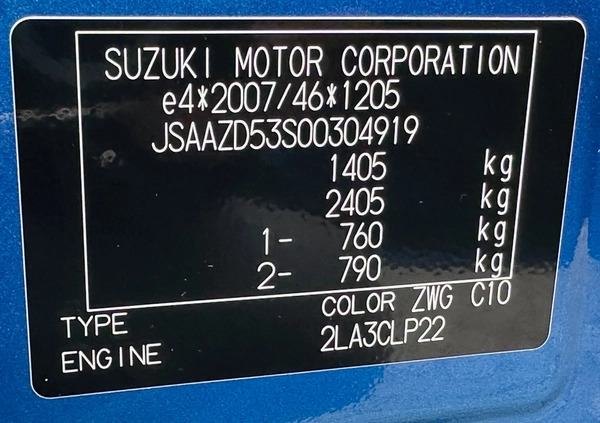 SUZUKI MOTOR CORPORATION
e4*2007/46*1205
JSAAZD53S00304919
1405 kg
2405 kg
1- 760 kg
2- 790 kg
TYPE COLOR ZWG C10
ENGINE 2LA3CLP22